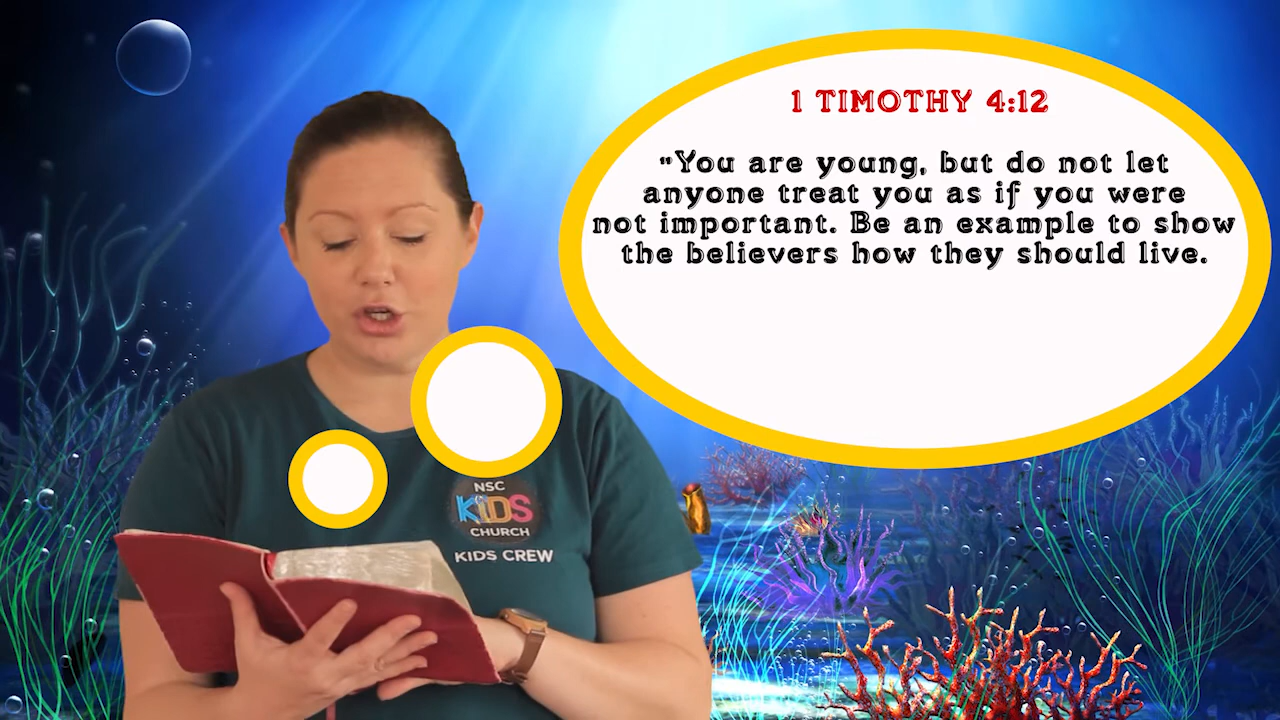 1 TIMOTHY 4:12
"You are young, but do not let
anyone treat you as if you were
not important. Be an example to show
the believers how they should live.
NSC
KiDS
CHURCH
KIDS CREW